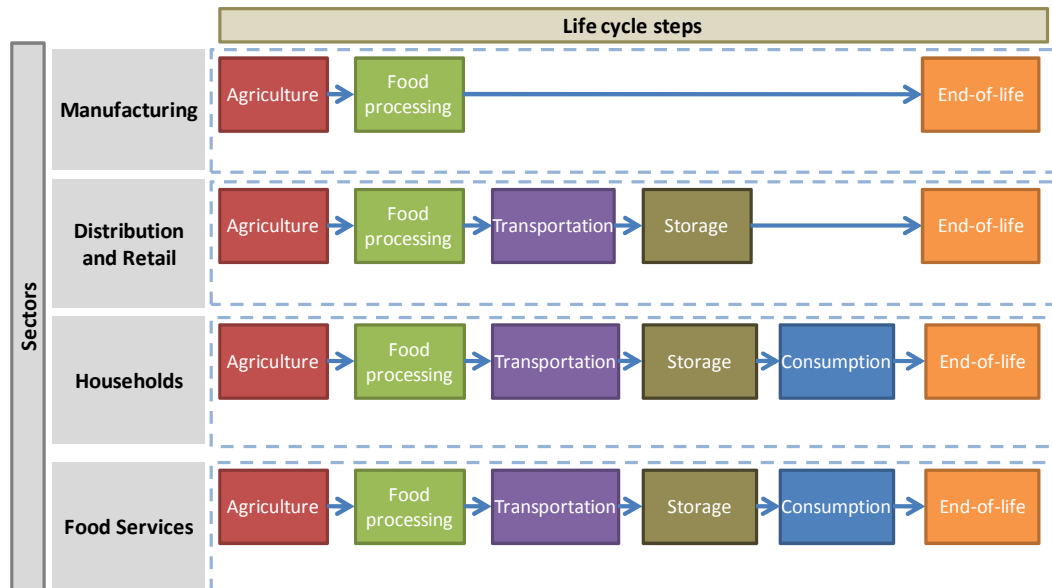 Life cycle steps
Sectors
Manufacturing
Agriculture
Food
processing
End-of-life
Distribution
and Retail
Agriculture
Food
processing
Transportation
Storage
End-of-life
Households
Agriculture
Food
processing
Transportation
Storage
Consumption
End-of-life
Food Services
Agriculture
Food
processing
Transportation
Storage
Consumption
End-of-life